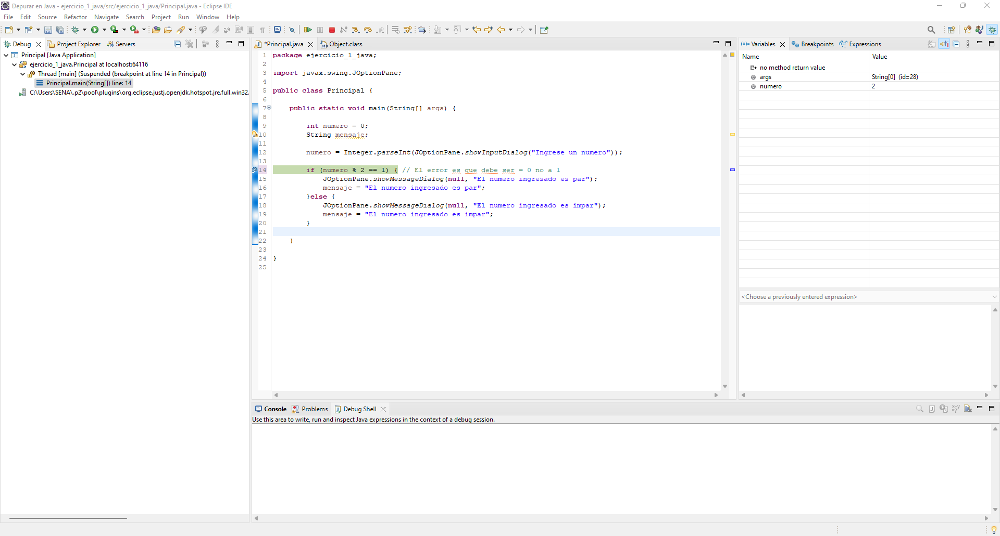 Depurar en Java - ejercicio_1_java/src/ejercicio_1_java/Principal.java - Eclipse IDE
File Edit Source Refactor Navigate Search Project Run Window Help
Debug Project Explorer Servers
Principal [Java Application]
ejercicio_1_java.Principal at localhost:64116
Thread [main] (Suspended (breakpoint at line 14 in Principal))
Principal.main(String[]) line: 14
C:\Users\SENA\.p2\pool\plugins\org.eclipse.justj.openjdk.hotspot.jre.full.win32.
*Principal.java Object.class
1 package ejercicio_1_java;
2
3 import javax.swing.JOptionPane;
4
5 public class Principal {
6
7 public static void main(String[] args) {
8
9 int numero = 0;
10 String mensaje;
11
12 numero = Integer.parseInt(JOptionPane.showInputDialog("Ingrese un numero"));
13
14 if (numero % 2 == 1) { // El error es que debe ser = 0 no a 1
15 JOptionPane.showMessageDialog(null, "El numero ingresado es par");
16 mensaje = "El numero ingresado es par";
17 }else {
18 JOptionPane.showMessageDialog(null, "El numero ingresado es impar");
19 mensaje = "El numero ingresado es impar";
20 }
21
22 }
23
24 }
25
(x)= Variables Breakpoints Expressions
Name Value
no method return value
args String[0] (id=28)
numero 2
<Choose a previously entered expression>
Console Problems Debug Shell
Use this area to write, run and inspect Java expressions in the context of a debug session.